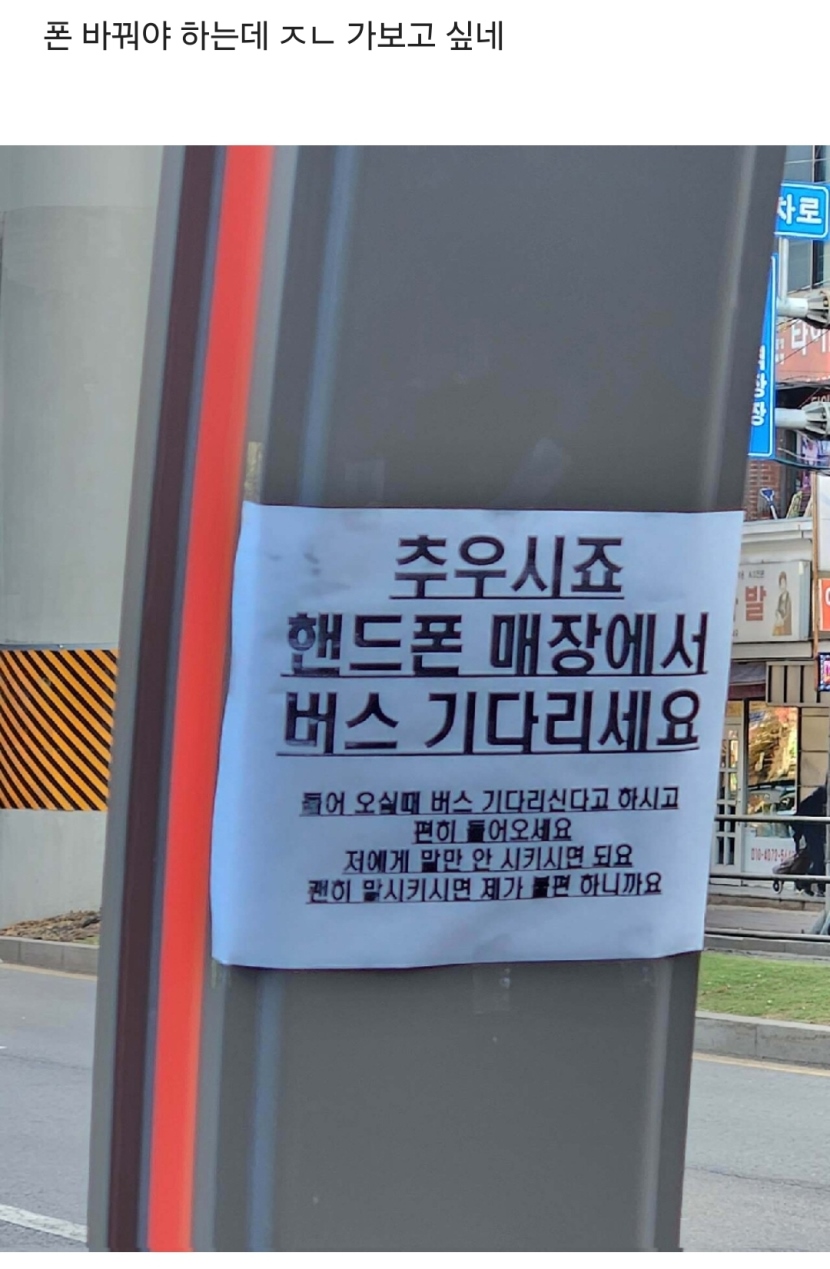 폰 바꿔야 하는데 ㅈㄴ 가보고 싶네
차로
추우시죠
핸드폰 매장에서
버스 기다리세요
들어 오실때 버스 기다리신다고 하시고
편히 들어오세요
저에게 말만 안 시키시면 되요
괜히 말시키시면 제가 불편 하니까요